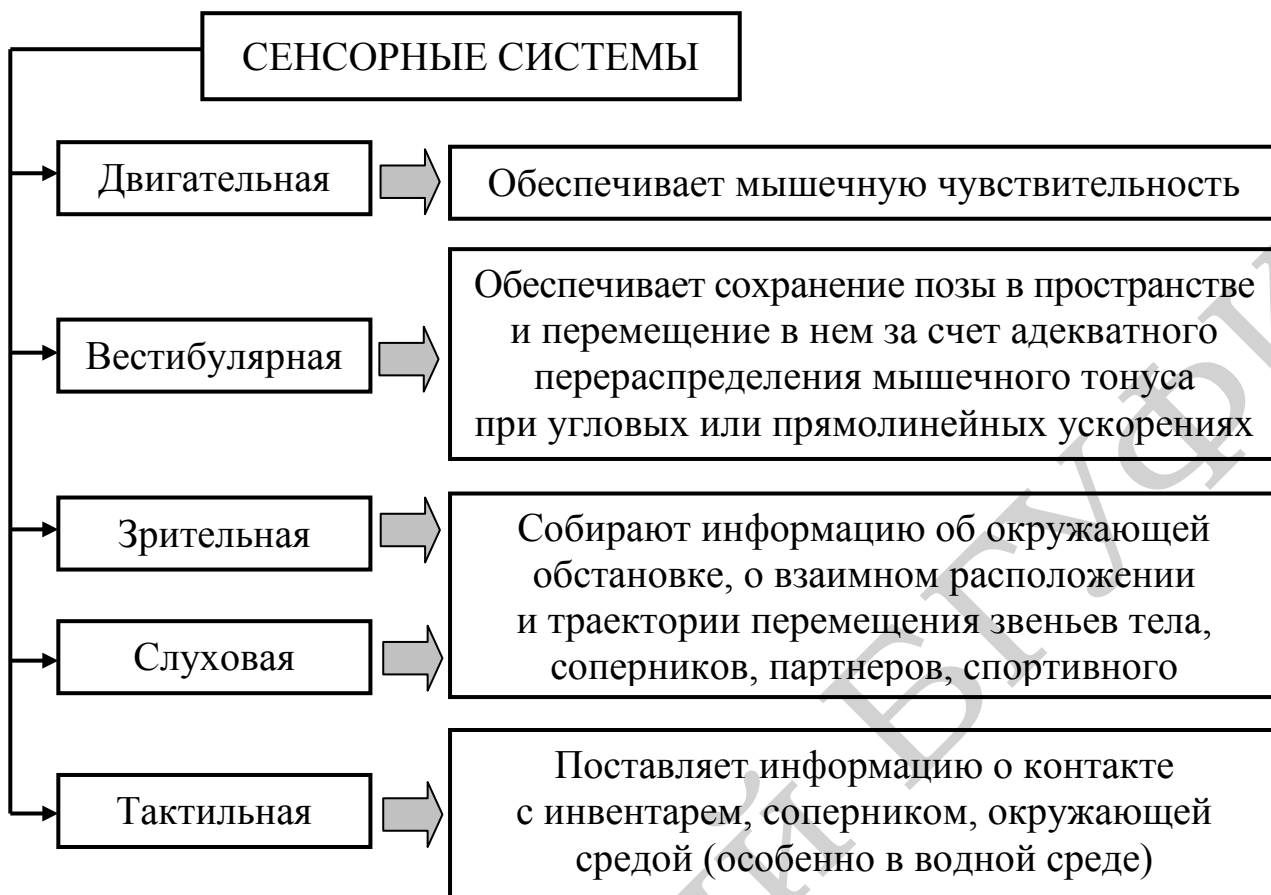 СЕНСОРНЫЕ СИСТЕМЫ
Двигательная
Обеспечивает мышечную чувствительность
Вестибулярная
Обеспечивает сохранение позы в пространстве
и перемещение в нем за счет адекватного
перераспределения мышечного тонуса
при угловых или прямолинейных ускорениях
Зрительная
Слуховая
Собирают информацию об окружающей
обстановке, о взаимном расположении
и траектории перемещения звеньев тела,
соперников, партнеров, спортивного
Тактильная
Поставляет информацию о контакте
с инвентарем, соперником, окружающей
средой (особенно в водной среде)